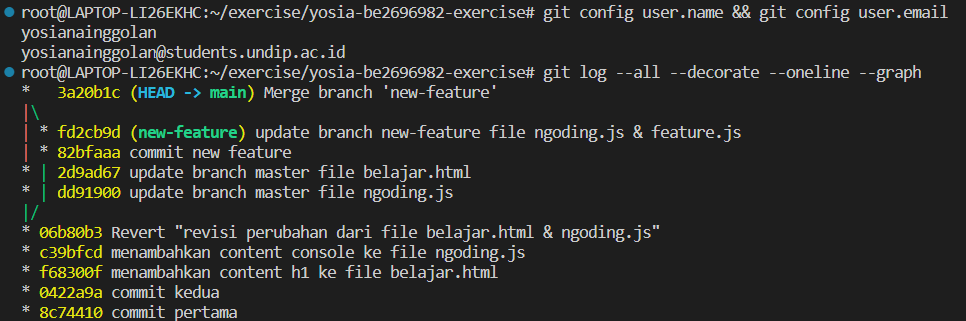 root@LAPTOP-LI26EKHC:~/exercise/yosia-be2696982-exercise# git config user.name && git config user.email
yosianainggolan
yosianainggolan@students.undip.ac.id
root@LAPTOP-LI26EKHC:~/exercise/yosia-be2696982-exercise# git log --all --decorate --oneline --graph
*   3a20b1c (HEAD -> main) Merge branch 'new-feature'
|\
| * fd2cb9d (new-feature) update branch new-feature file ngoding.js & feature.js
| * 82bfaaa commit new feature
* | 2d9ad67 update branch master file belajar.html
* | dd91900 update branch master file ngoding.js
|/
* 06b80b3 Revert "revisi perubahan dari file belajar.html & ngoding.js"
* c39bfcd menambahkan content console ke file ngoding.js
* f68300f menambahkan content h1 ke file belajar.html
* 0422a9a commit kedua
* 8c74410 commit pertama